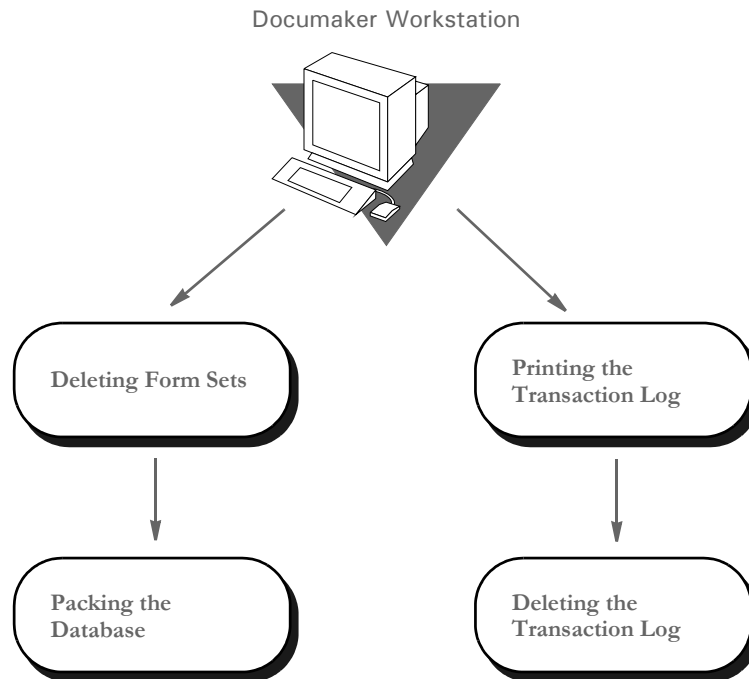 Documaker Workstation
Deleting Form Sets
Printing the
Transaction Log
Packing the
Database
Deleting the
Transaction Log